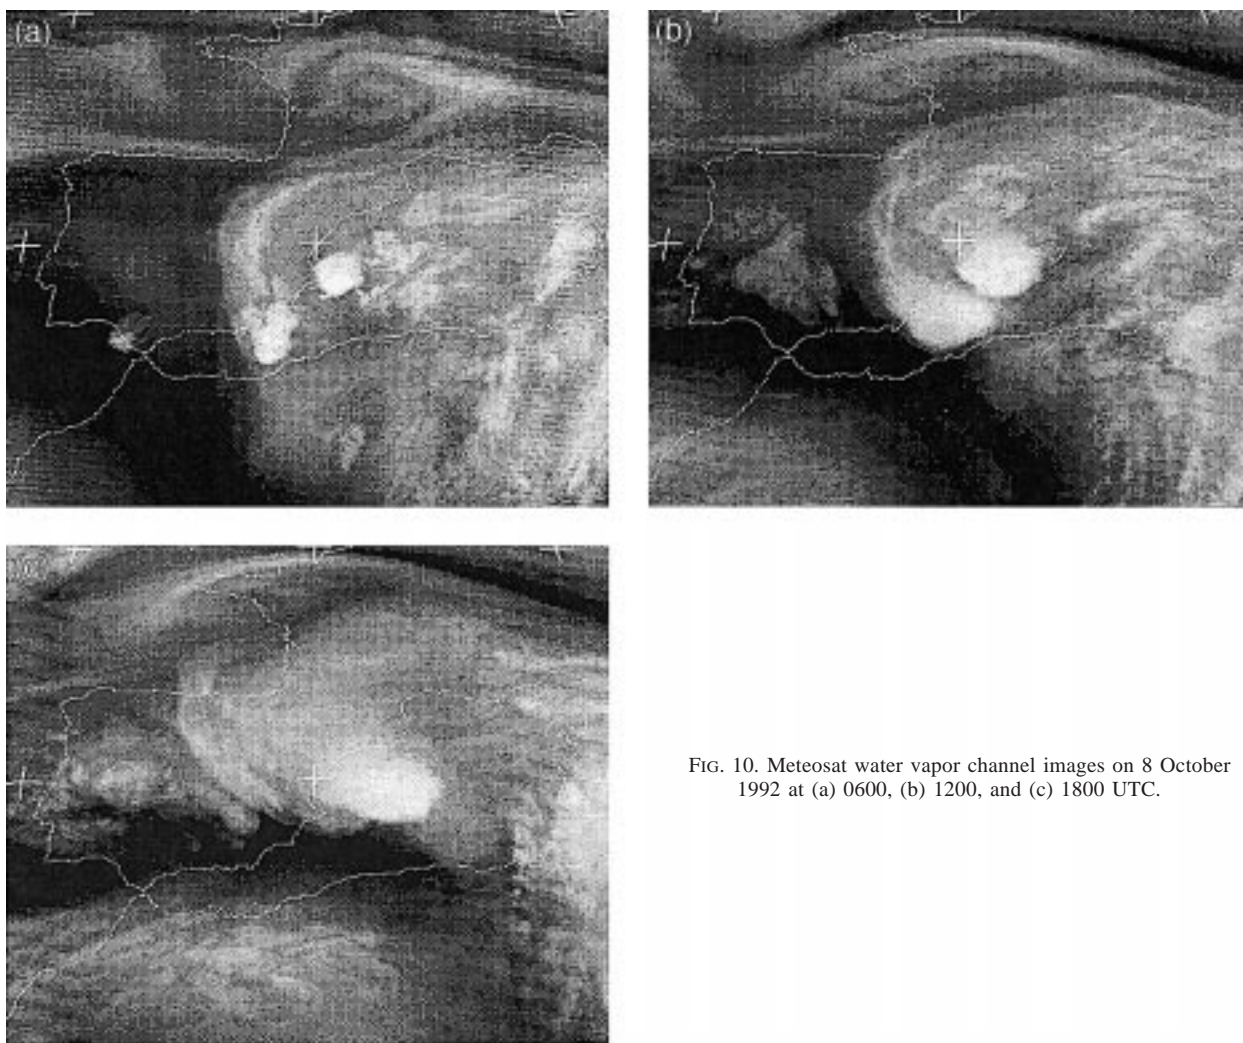 (a)
(b)
(c)
FIG. 10. Meteosat water vapor channel images on 8 October
1992 at (a) 0600, (b) 1200, and (c) 1800 UTC.